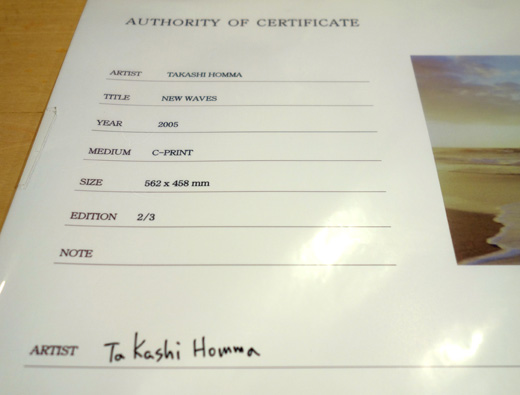 AUTHORITY OF CERTIFICATE
ARTIST TAKASHI HOMMA
TITLE NEW WAVES
YEAR 2005
MEDIUM C-PRINT
SIZE 562 x 458 mm
EDITION 2/3
NOTE
ARTIST Takashi Homma